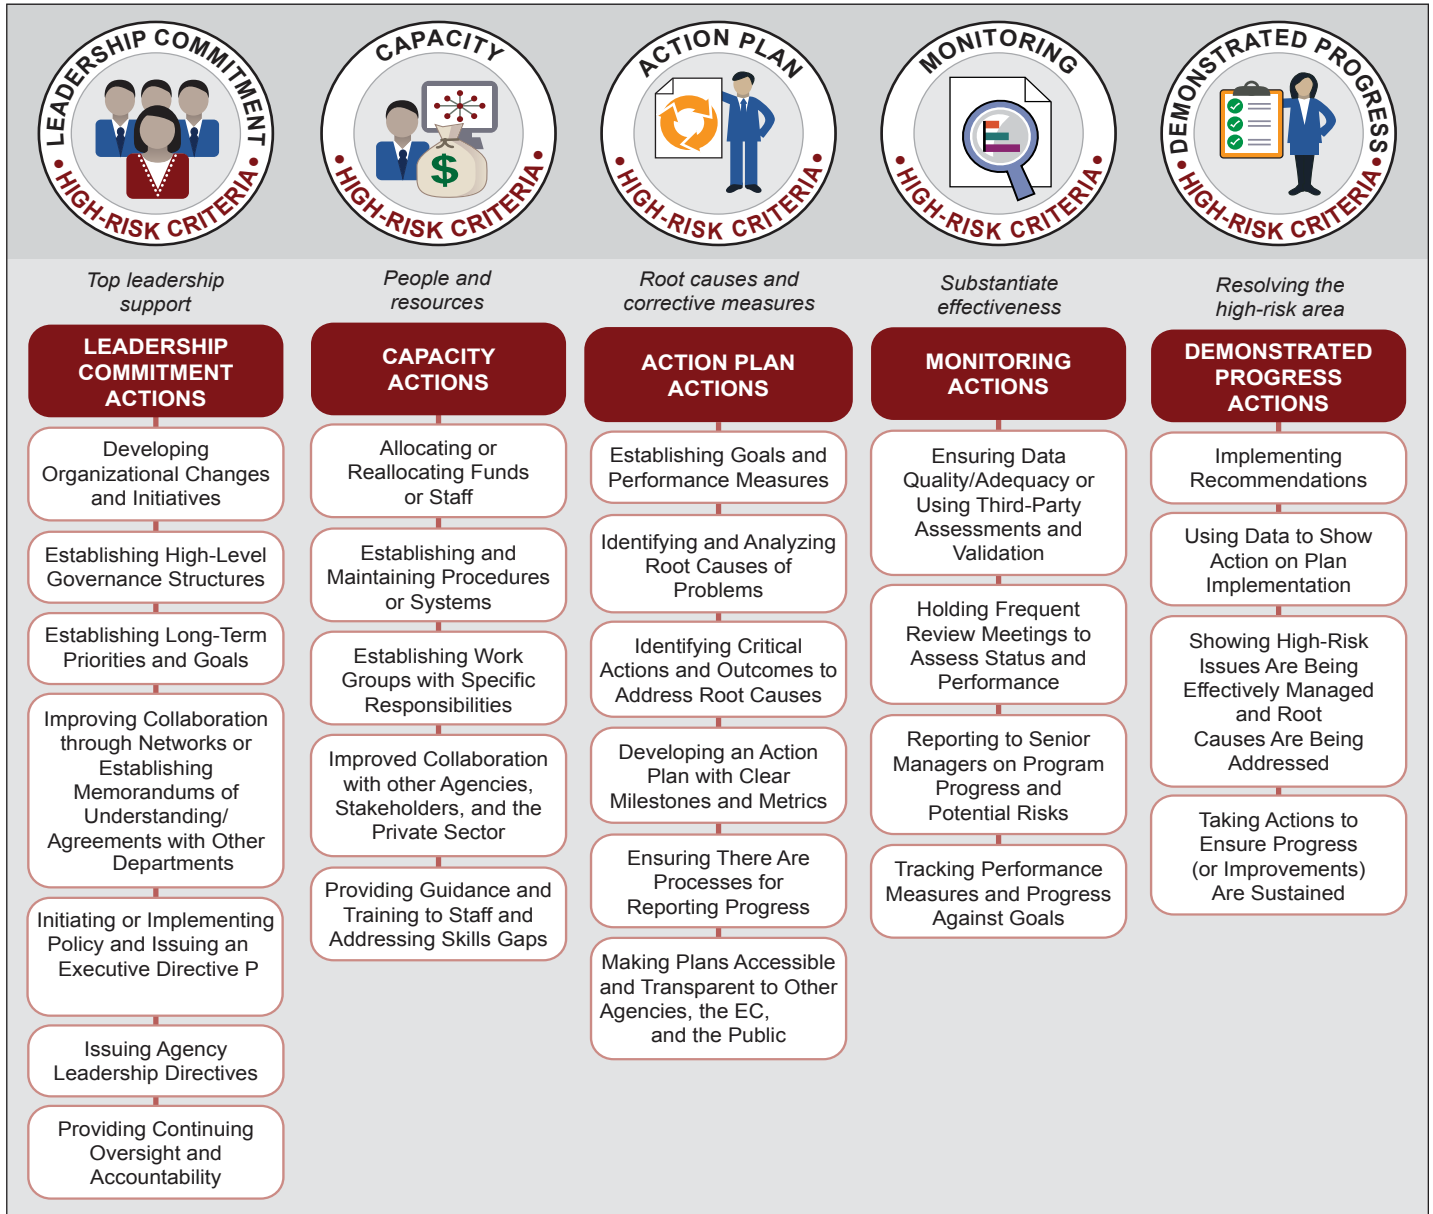 LEADERSHIP COMMITMENT
HIGH-RISK CRITERIA
CAPACITY
HIGH-RISK CRITERIA
$
ACTION PLAN
HIGH-RISK CRITERIA
MONITORING
HIGH-RISK CRITERIA
DEMONSTRATED PROGRESS
HIGH-RISK CRITERIA
Top leadership
support
LEADERSHIP
COMMITMENT
ACTIONS
Developing
Organizational Changes
and Initiatives
Establishing High-Level
Governance Structures
Establishing Long-Term
Priorities and Goals
Improving Collaboration
through Networks or
Establishing
Memorandums of
Understanding/
Agreements with Other
Departments
Initiating or Implementing
Policy and Issuing an
Executive Directive P
Issuing Agency
Leadership Directives
Providing Continuing
Oversight and
Accountability
People and
resources
CAPACITY
ACTIONS
Allocating or
Reallocating Funds
or Staff
Establishing and
Maintaining Procedures
or Systems
Establishing Work
Groups with Specific
Responsibilities
Improved Collaboration
with other Agencies,
Stakeholders, and the
Private Sector
Providing Guidance and
Training to Staff and
Addressing Skills Gaps
Root causes and
corrective measures
ACTION PLAN
ACTIONS
Establishing Goals and
Performance Measures
Identifying and Analyzing
Root Causes of
Problems
Identifying Critical
Actions and Outcomes to
Address Root Causes
Developing an Action
Plan with Clear
Milestones and Metrics
Ensuring There Are
Processes for
Reporting Progress
Making Plans Accessible
and Transparent to Other
Agencies, the EC,
and the Public
Substantiate
effectiveness
MONITORING
ACTIONS
Ensuring Data
Quality/Adequacy or
Using Third-Party
Assessments and
Validation
Holding Frequent
Review Meetings to
Assess Status and
Performance
Reporting to Senior
Managers on Program
Progress and
Potential Risks
Tracking Performance
Measures and Progress
Against Goals
Resolving the
high-risk area
DEMONSTRATED
PROGRESS
ACTIONS
Implementing
Recommendations
Using Data to Show
Action on Plan
Implementation
Showing High-Risk
Issues Are Being
Effectively Managed
and Root
Causes Are Being
Addressed
Taking Actions to
Ensure Progress
(or Improvements)
Are Sustained